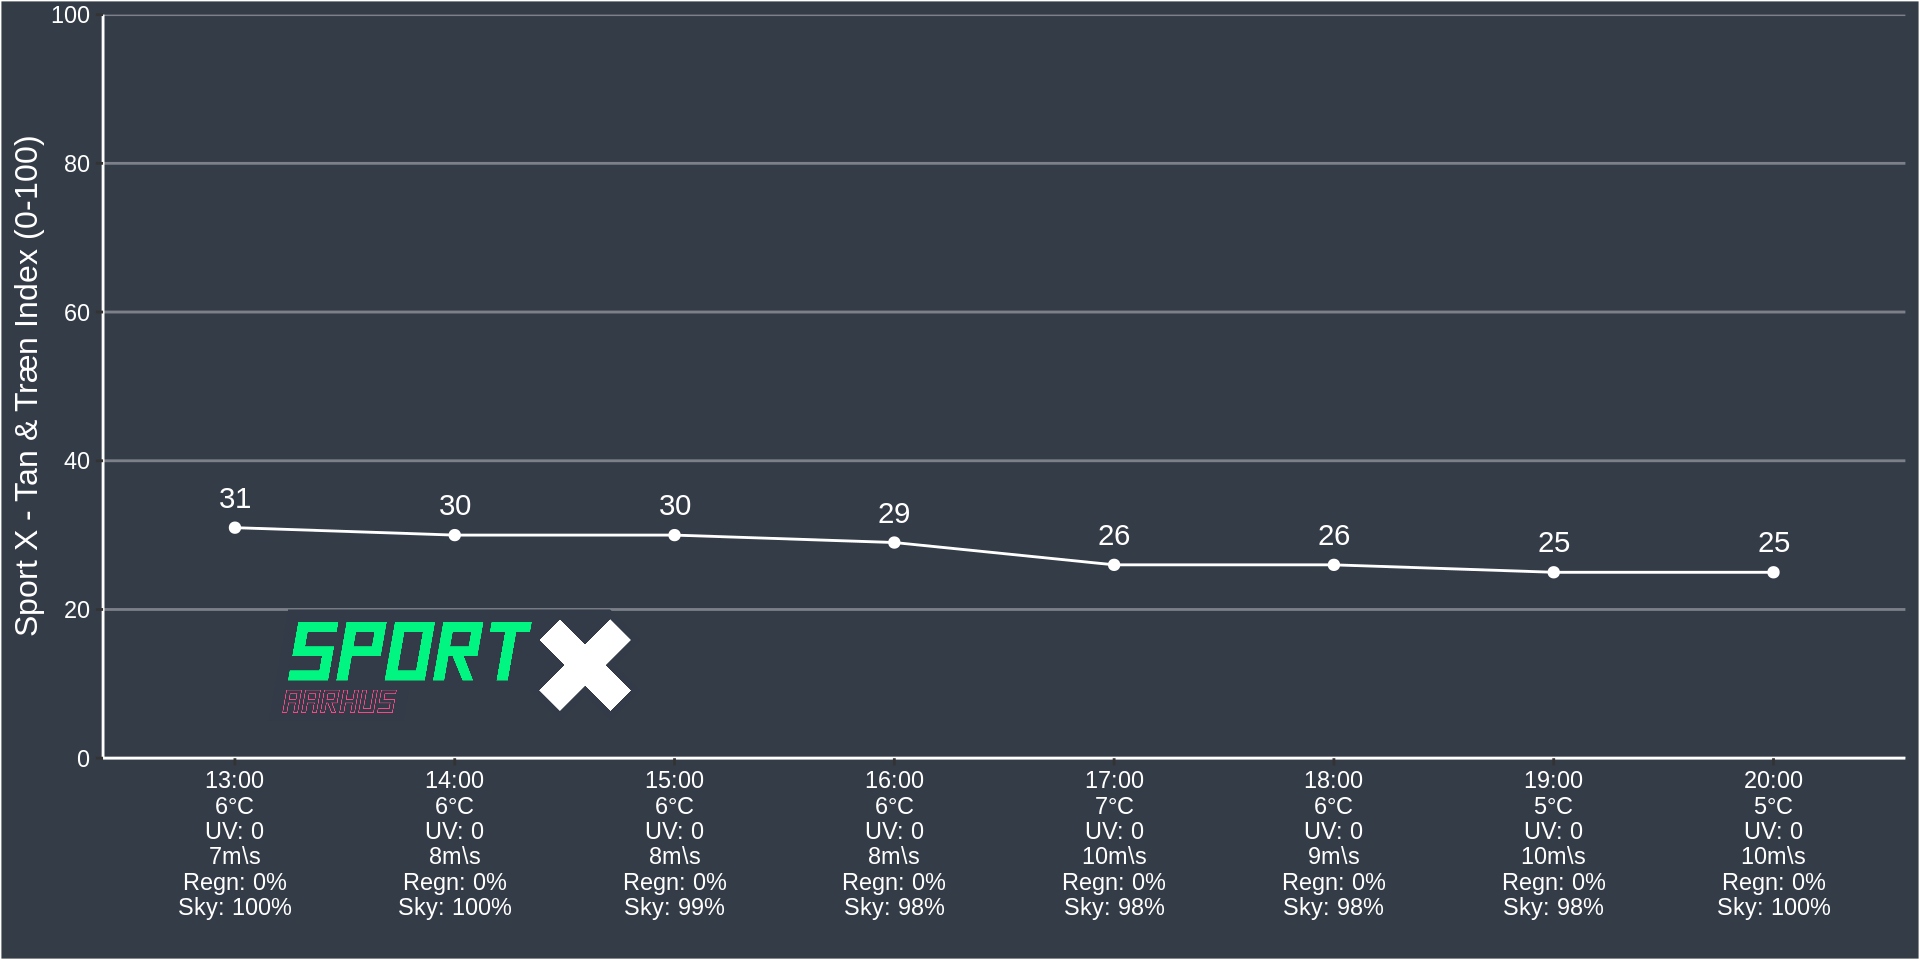 Sport X - Tan & Træn Index (0-100)
100
80
60
40
20
0
31
30
30
29
26
26
25
25
SPORT X
AARHUS
13:00
6°C
UV: 0
7m\s
Regn: 0%
Sky: 100%
14:00
6°C
UV: 0
8m\s
Regn: 0%
Sky: 100%
15:00
6°C
UV: 0
8m\s
Regn: 0%
Sky: 99%
16:00
6°C
UV: 0
8m\s
Regn: 0%
Sky: 98%
17:00
7°C
UV: 0
10m\s
Regn: 0%
Sky: 98%
18:00
6°C
UV: 0
9m\s
Regn: 0%
Sky: 98%
19:00
5°C
UV: 0
10m\s
Regn: 0%
Sky: 98%
20:00
5°C
UV: 0
10m\s
Regn: 0%
Sky: 100%